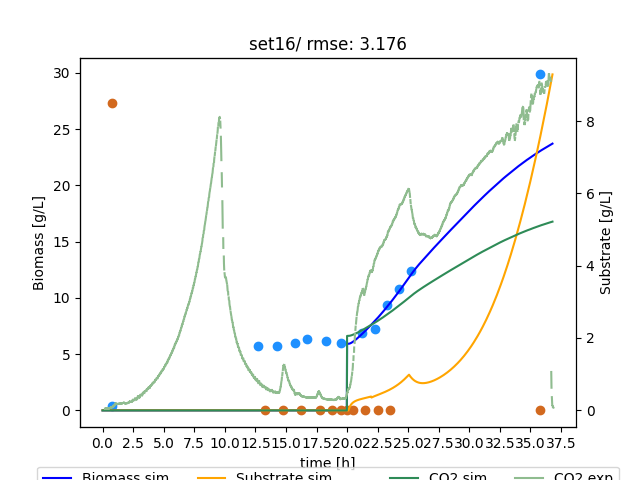 set16/ rmse: 3.176
Biomass [g/L]
30
25
20
15
10
5
0
8
6
4
2
0
Substrate [g/L]
0.0 2.5 5.0 7.5 10.0 12.5 15.0 17.5 20.0 22.5 25.0 27.5 30.0 32.5 35.0 37.5
time [h]
Biomass sim Substrate sim CO2 sim CO2 exp